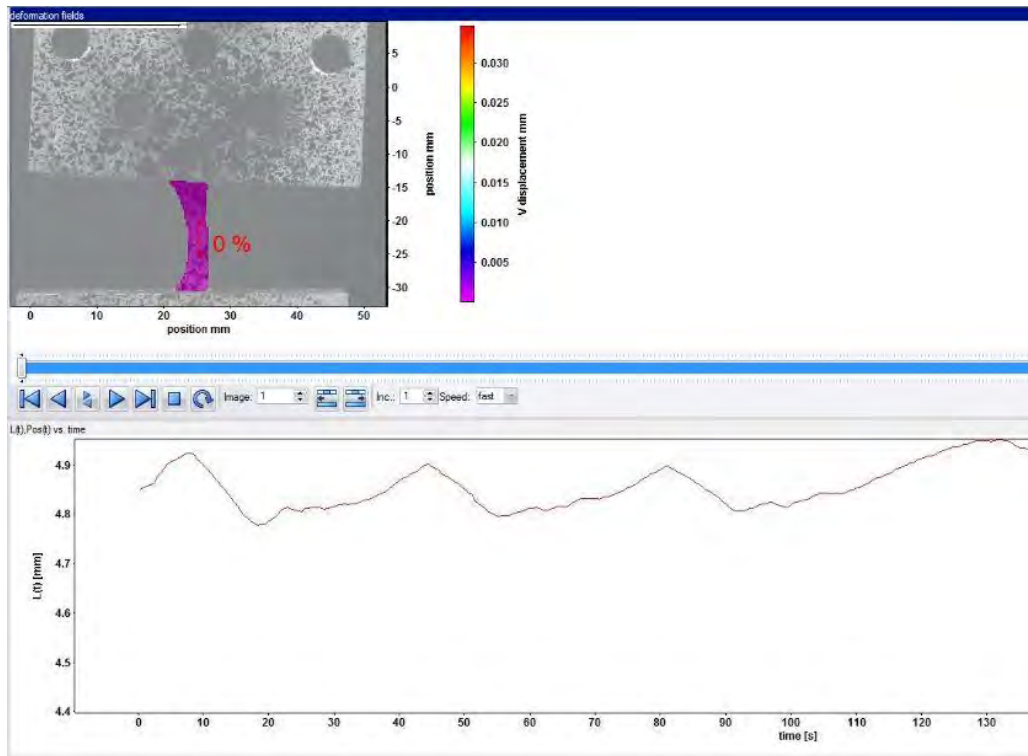 deformation fields
5
0
-5
-10
-15
-20
-25
-30
position mm
0 10 20 30 40 50
position mm
0 %
0.030
0.025
0.020
0.015
0.010
0.005
V displacement mm
Image: 1 Inc.: 1 Speed: fast
L(t),Pos(t) vs. time
4.9
4.8
4.7
4.6
4.5
4.4
L(t) [mm]
0 10 20 30 40 50 60 70 80 90 100 110 120 130
time [s]